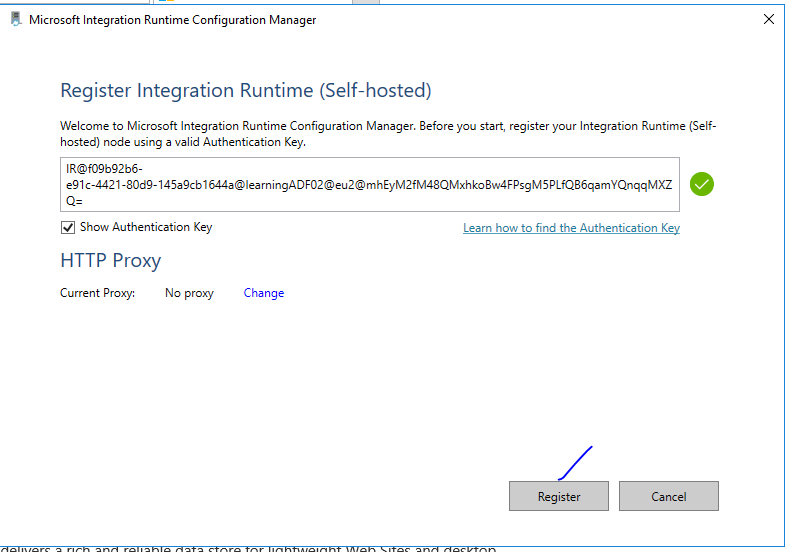 Microsoft Integration Runtime Configuration Manager
Register Integration Runtime (Self-hosted)
Welcome to Microsoft Integration Runtime Configuration Manager. Before you start, register your Integration Runtime (Self-
hosted) node using a valid Authentication Key.
IR@f09b92b6-
e91c-4421-80d9-145a9cb1644a@learningADF02@eu2@mhEyM2fM48QMxhkoBw4FPsgM5PLfQB6qamYQnqqMXZ
Q=
Show Authentication Key
Learn how to find the Authentication Key
HTTP Proxy
Current Proxy: No proxy Change
Register Cancel
delivers a rich and reliable data store for lightweight Web Sites and desktop